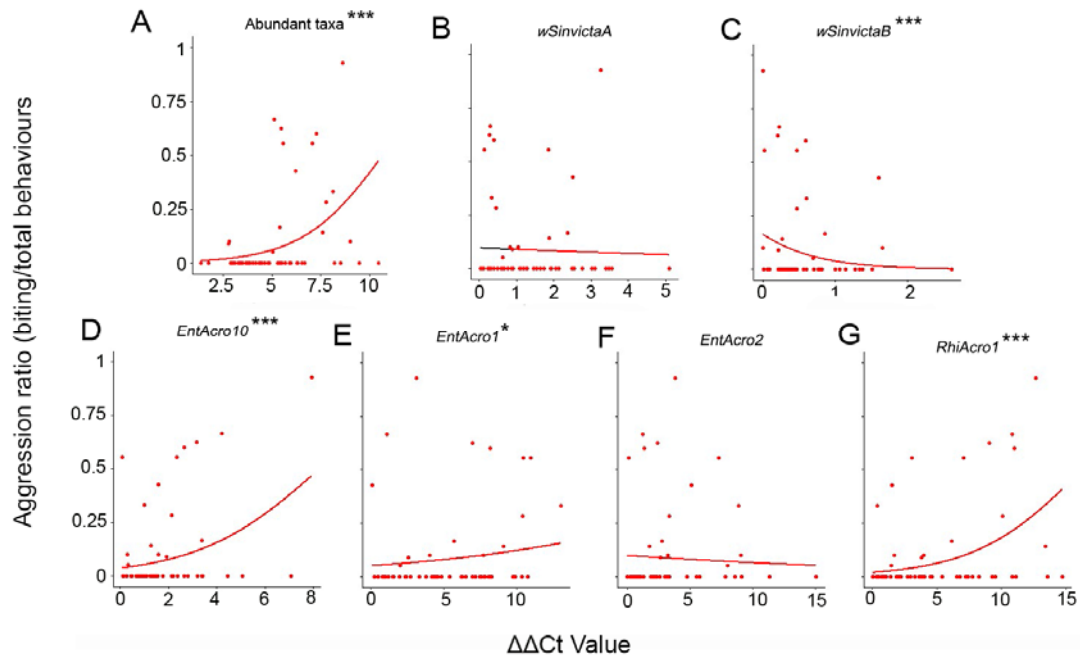 A
Abundant taxa ***
B
wSinvictaA
C
wSinvictaB ***
1
0.75
0.5
0.25
0
2.5 5 7.5 10
0 1 2 3 4 5
0 1 2
D
EntAcro10 ***
E
EntAcro1 *
F
EntAcro2
G
RhiAcro1 ***
1
0.75
0.5
0.25
0
0 2 4 6 8
0 5 10
0 5 10 15
0 5 10 15
Aggression ratio (biting/total behaviours
ΔΔCt Value